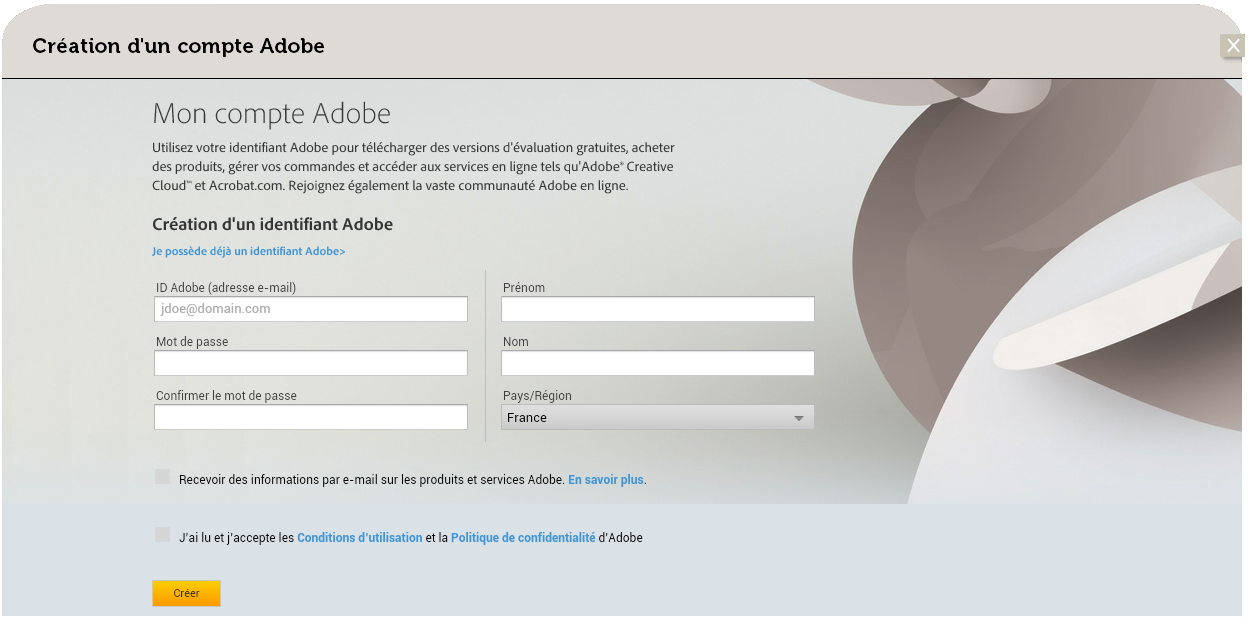 Création d'un compte Adobe
X
Mon compte Adobe
Utilisez votre identifiant Adobe pour télécharger des versions d'évaluation gratuites, acheter
des produits, gérer vos commandes et accéder aux services en ligne tels qu'Adobe® Creative
Cloud™ et Acrobat.com. Rejoignez également la vaste communauté Adobe en ligne.
Création d'un identifiant Adobe
Je possède déjà un identifiant Adobe>
ID Adobe (adresse e-mail)
jdoe@domain.com
Mot de passe
Confirmer le mot de passe
Prénom
Nom
Pays/Région
France
Recevoir des informations par e-mail sur les produits et services Adobe. En savoir plus.
J'ai lu et j'accepte les Conditions d'utilisation et la Politique de confidentialité d'Adobe
Créer